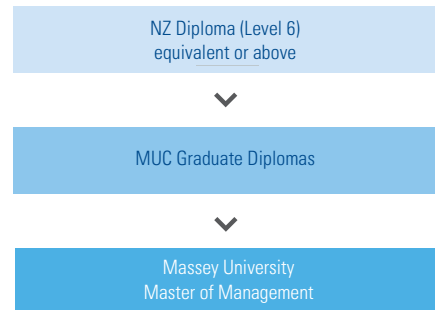 NZ Diploma (Level 6)
equivalent or above
MUC Graduate Diplomas
Massey University
Master of Management